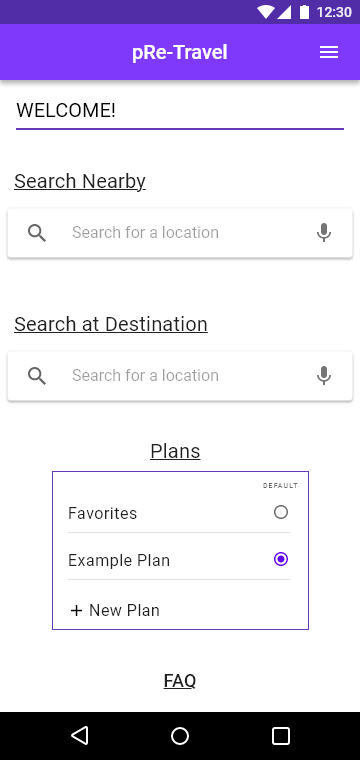 12:30
pRe-Travel
WELCOME!
Search Nearby
Search for a location
Search at Destination
Search for a location
Plans
DEFAULT
Favorites
Example Plan
+ New Plan
FAQ